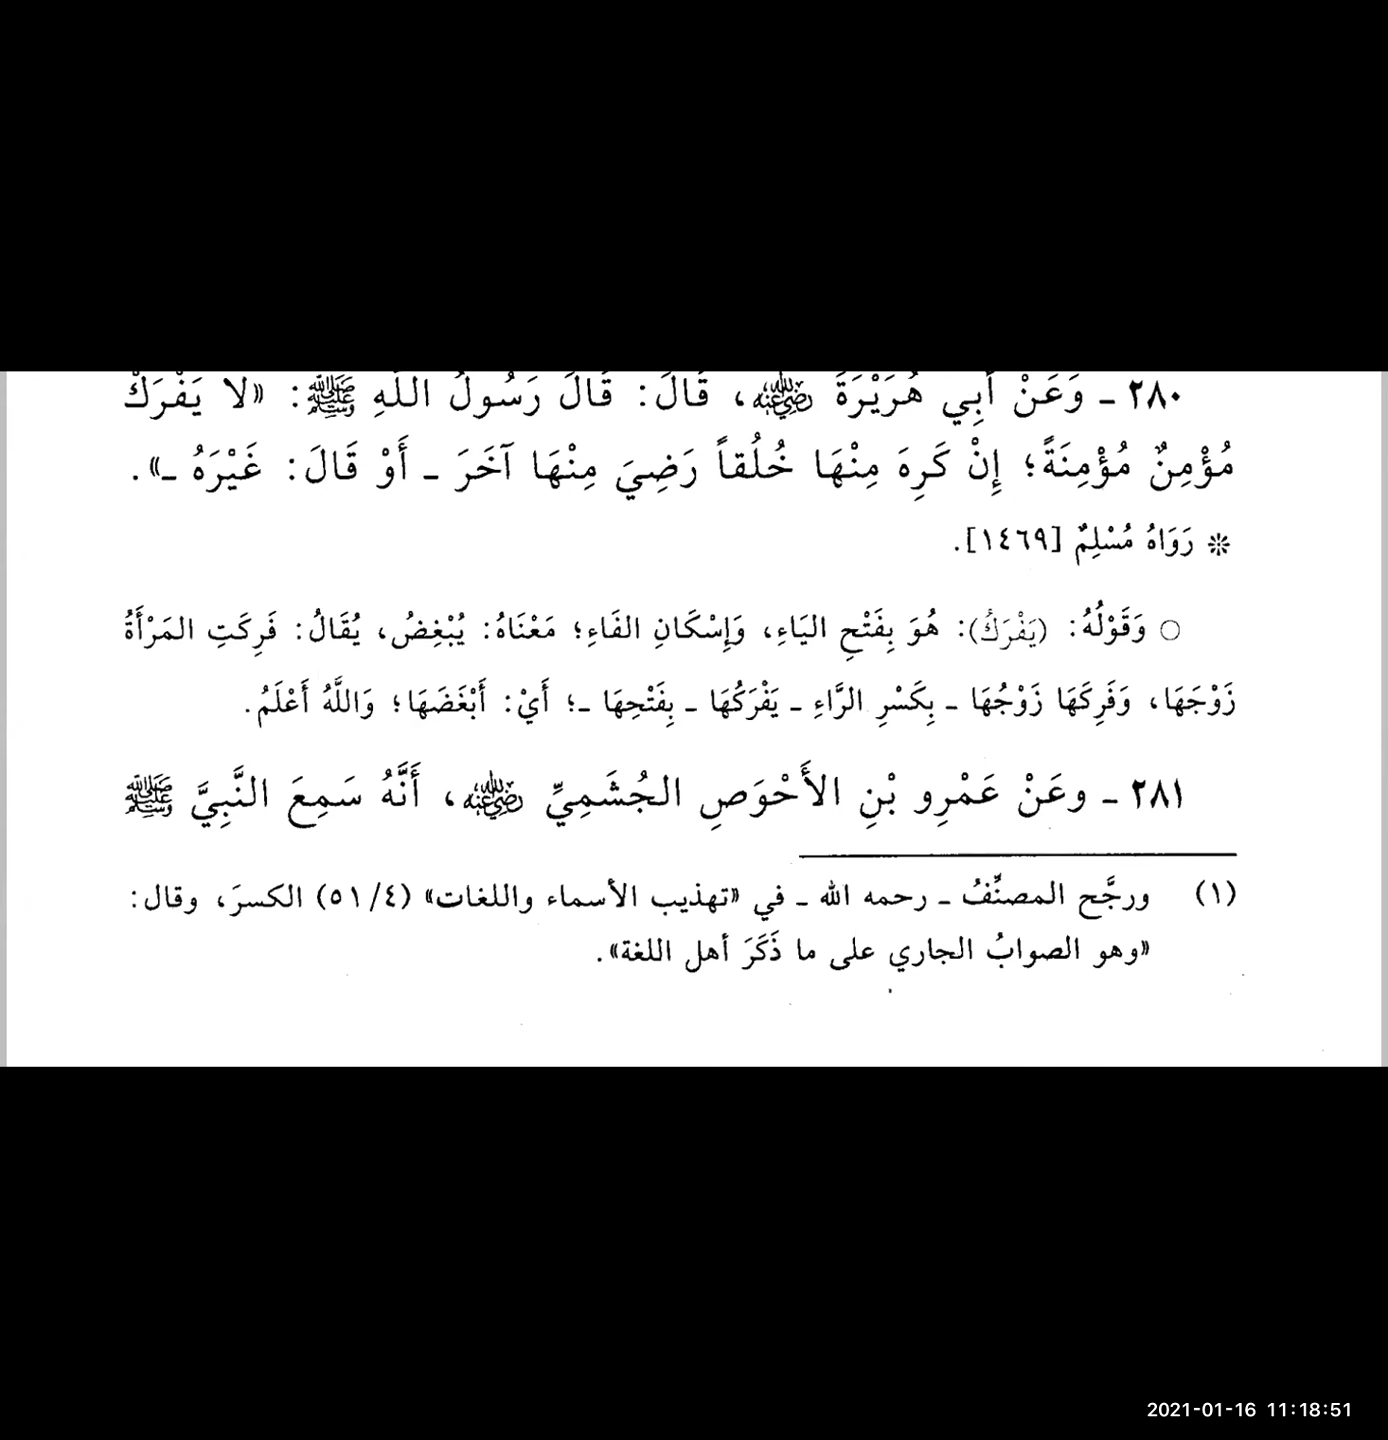 ٢٨٠ ـ وَعَنْ أَبِي هُرَيْرَةَ رضي الله عنه، قَالَ: قَالَ رَسُولُ اللَّهِ ﷺ: «لا يَفْرَكْ
مُؤْمِنٌ مُؤْمِنَةً؛ إِنْ كَرِهَ مِنْهَا خُلُقاً رَضِيَ مِنْهَا آخَرَ ـ أَوْ قَالَ: غَيْرَهُ ـ».
* رَوَاهُ مُسْلِمٌ [١٤٦٩].
○ وَقَوْلُهُ: (يَفْرَكْ): هُوَ بِفَتْحِ اليَاءِ، وَإِسْكَانِ الفَاءِ؛ مَعْنَاهُ: يُبْغِضُ، يُقَالُ: فَرِكَتِ المَرْأَةُ
زَوْجَهَا، وَفَرِكَهَا زَوْجُهَا ـ بِكَسْرِ الرَّاءِ ـ يَفْرَكُهَا ـ بِفَتْحِهَا ـ؛ أَيْ: أَبْغَضَهَا؛ وَاللَّهُ أَعْلَمُ.
٢٨١ ـ وعَنْ عَمْرِو بْنِ الأَحْوَصِ الجُشَمِيِّ رضي الله عنه، أَنَّهُ سَمِعَ النَّبِيَّ ﷺ
(١) ورجَّح المصنِّفُ ـ رحمه الله ـ في «تهذيب الأسماء واللغات» (٤/ ٥١) الكسرَ، وقال:
«وهو الصوابُ الجاري على ما ذَكَرَ أهل اللغة».
2021-01-16 11:18:51